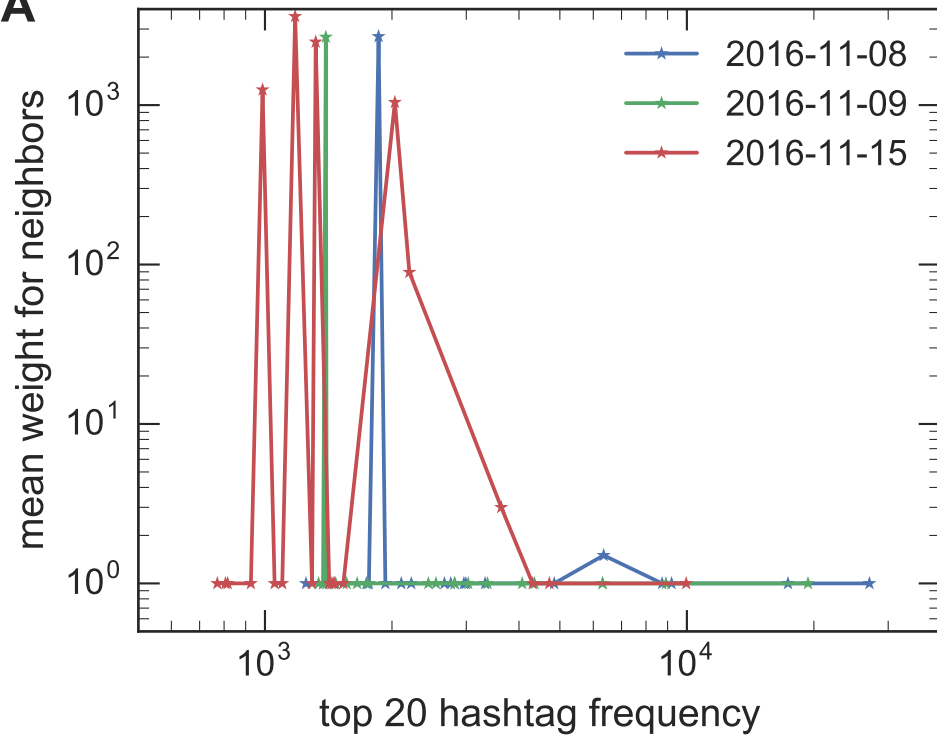 A
mean weight for neighbors
10³
10²
10¹
10⁰
2016-11-08
2016-11-09
2016-11-15
10³ 10⁴
top 20 hashtag frequency